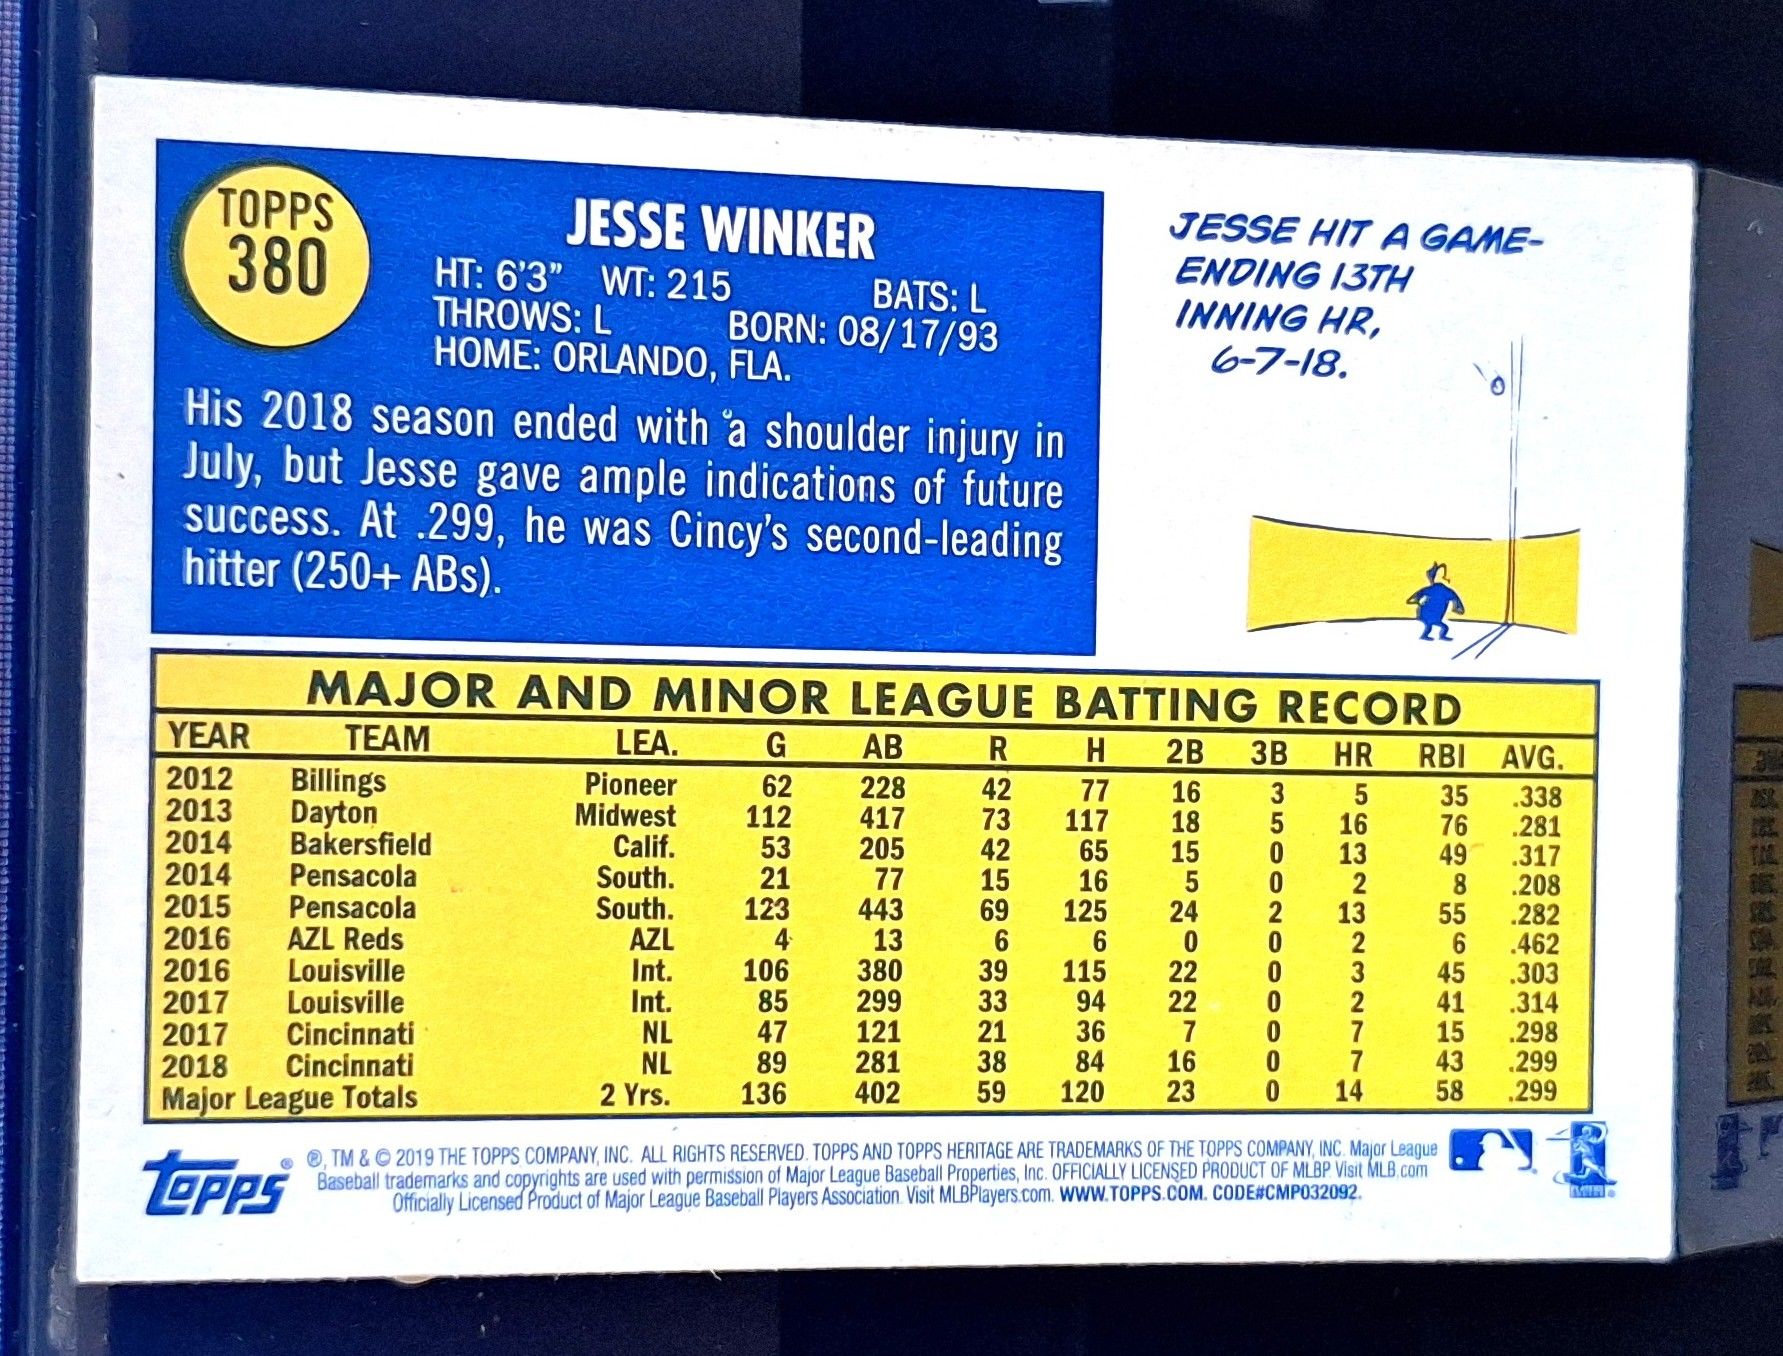 TOPPS
380
JESSE WINKER
HT: 6'3" WT: 215 BATS: L
THROWS: L BORN: 08/17/93
HOME: ORLANDO, FLA.
His 2018 season ended with a shoulder injury in
July, but Jesse gave ample indications of future
success. At .299, he was Cincy's second-leading
hitter (250+ ABs).
JESSE HIT A GAME-
ENDING 13TH
INNING HR,
6-7-18.
MAJOR AND MINOR LEAGUE BATTING RECORD
YEAR TEAM LEA. G AB R H 2B 3B HR RBI AVG.
2012 Billings Pioneer 62 228 42 77 16 3 5 35 .338
2013 Dayton Midwest 112 417 73 117 18 5 16 76 .281
2014 Bakersfield Calif. 53 205 42 65 15 0 13 49 .317
2014 Pensacola South. 21 77 15 16 5 0 2 8 .208
2015 Pensacola South. 123 443 69 125 24 2 13 55 .282
2016 AZL Reds AZL 4 13 6 6 0 0 2 6 .462
2016 Louisville Int. 106 380 39 115 22 0 3 45 .303
2017 Louisville Int. 85 299 33 94 22 0 2 41 .314
2017 Cincinnati NL 47 121 21 36 7 0 7 15 .298
2018 Cincinnati NL 89 281 38 84 16 0 7 43 .299
Major League Totals 2 Yrs. 136 402 59 120 23 0 14 58 .299
topps® ®, TM & © 2019 THE TOPPS COMPANY, INC. ALL RIGHTS RESERVED. TOPPS AND TOPPS HERITAGE ARE TRADEMARKS OF THE TOPPS COMPANY, INC. Major League
Baseball trademarks and copyrights are used with permission of Major League Baseball Properties, Inc. OFFICIALLY LICENSED PRODUCT OF MLBP Visit MLB.com
Officially Licensed Product of Major League Baseball Players Association. Visit MLBPlayers.com. WWW.TOPPS.COM. CODE#CMP032092.